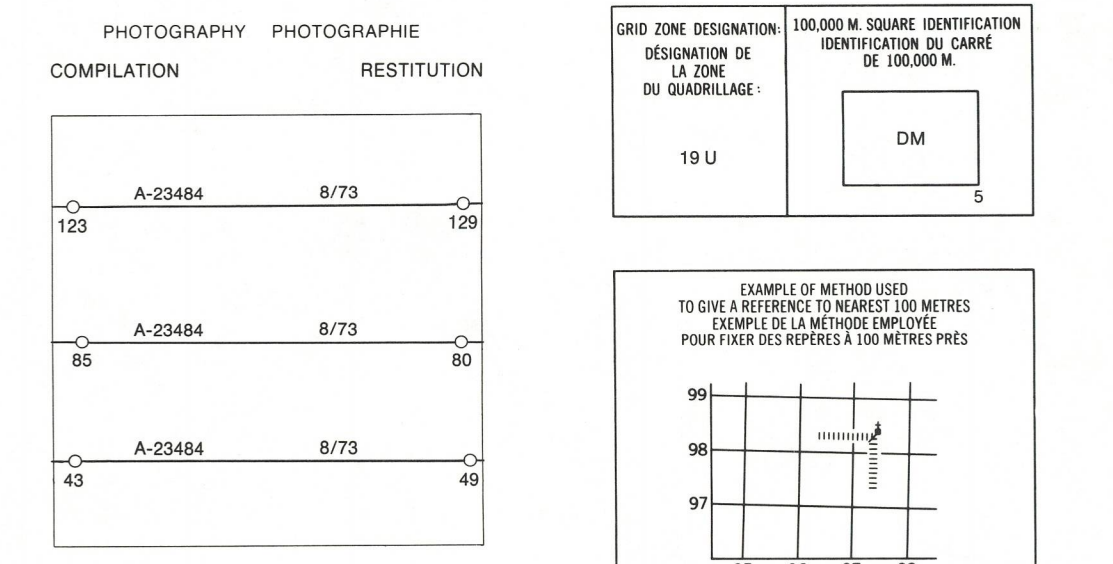 PHOTOGRAPHY PHOTOGRAPHIE
COMPILATION RESTITUTION
A-23484 8/73
123 129
A-23484 8/73
85 80
A-23484 8/73
43 49
GRID ZONE DESIGNATION:
DÉSIGNATION DE
LA ZONE
DU QUADRILLAGE :
19 U
100,000 M. SQUARE IDENTIFICATION
IDENTIFICATION DU CARRÉ
DE 100,000 M.
DM
5
EXAMPLE OF METHOD USED
TO GIVE A REFERENCE TO NEAREST 100 METRES
EXEMPLE DE LA MÉTHODE EMPLOYÉE
POUR FIXER DES REPÈRES À 100 MÈTRES PRÈS
99
98
97